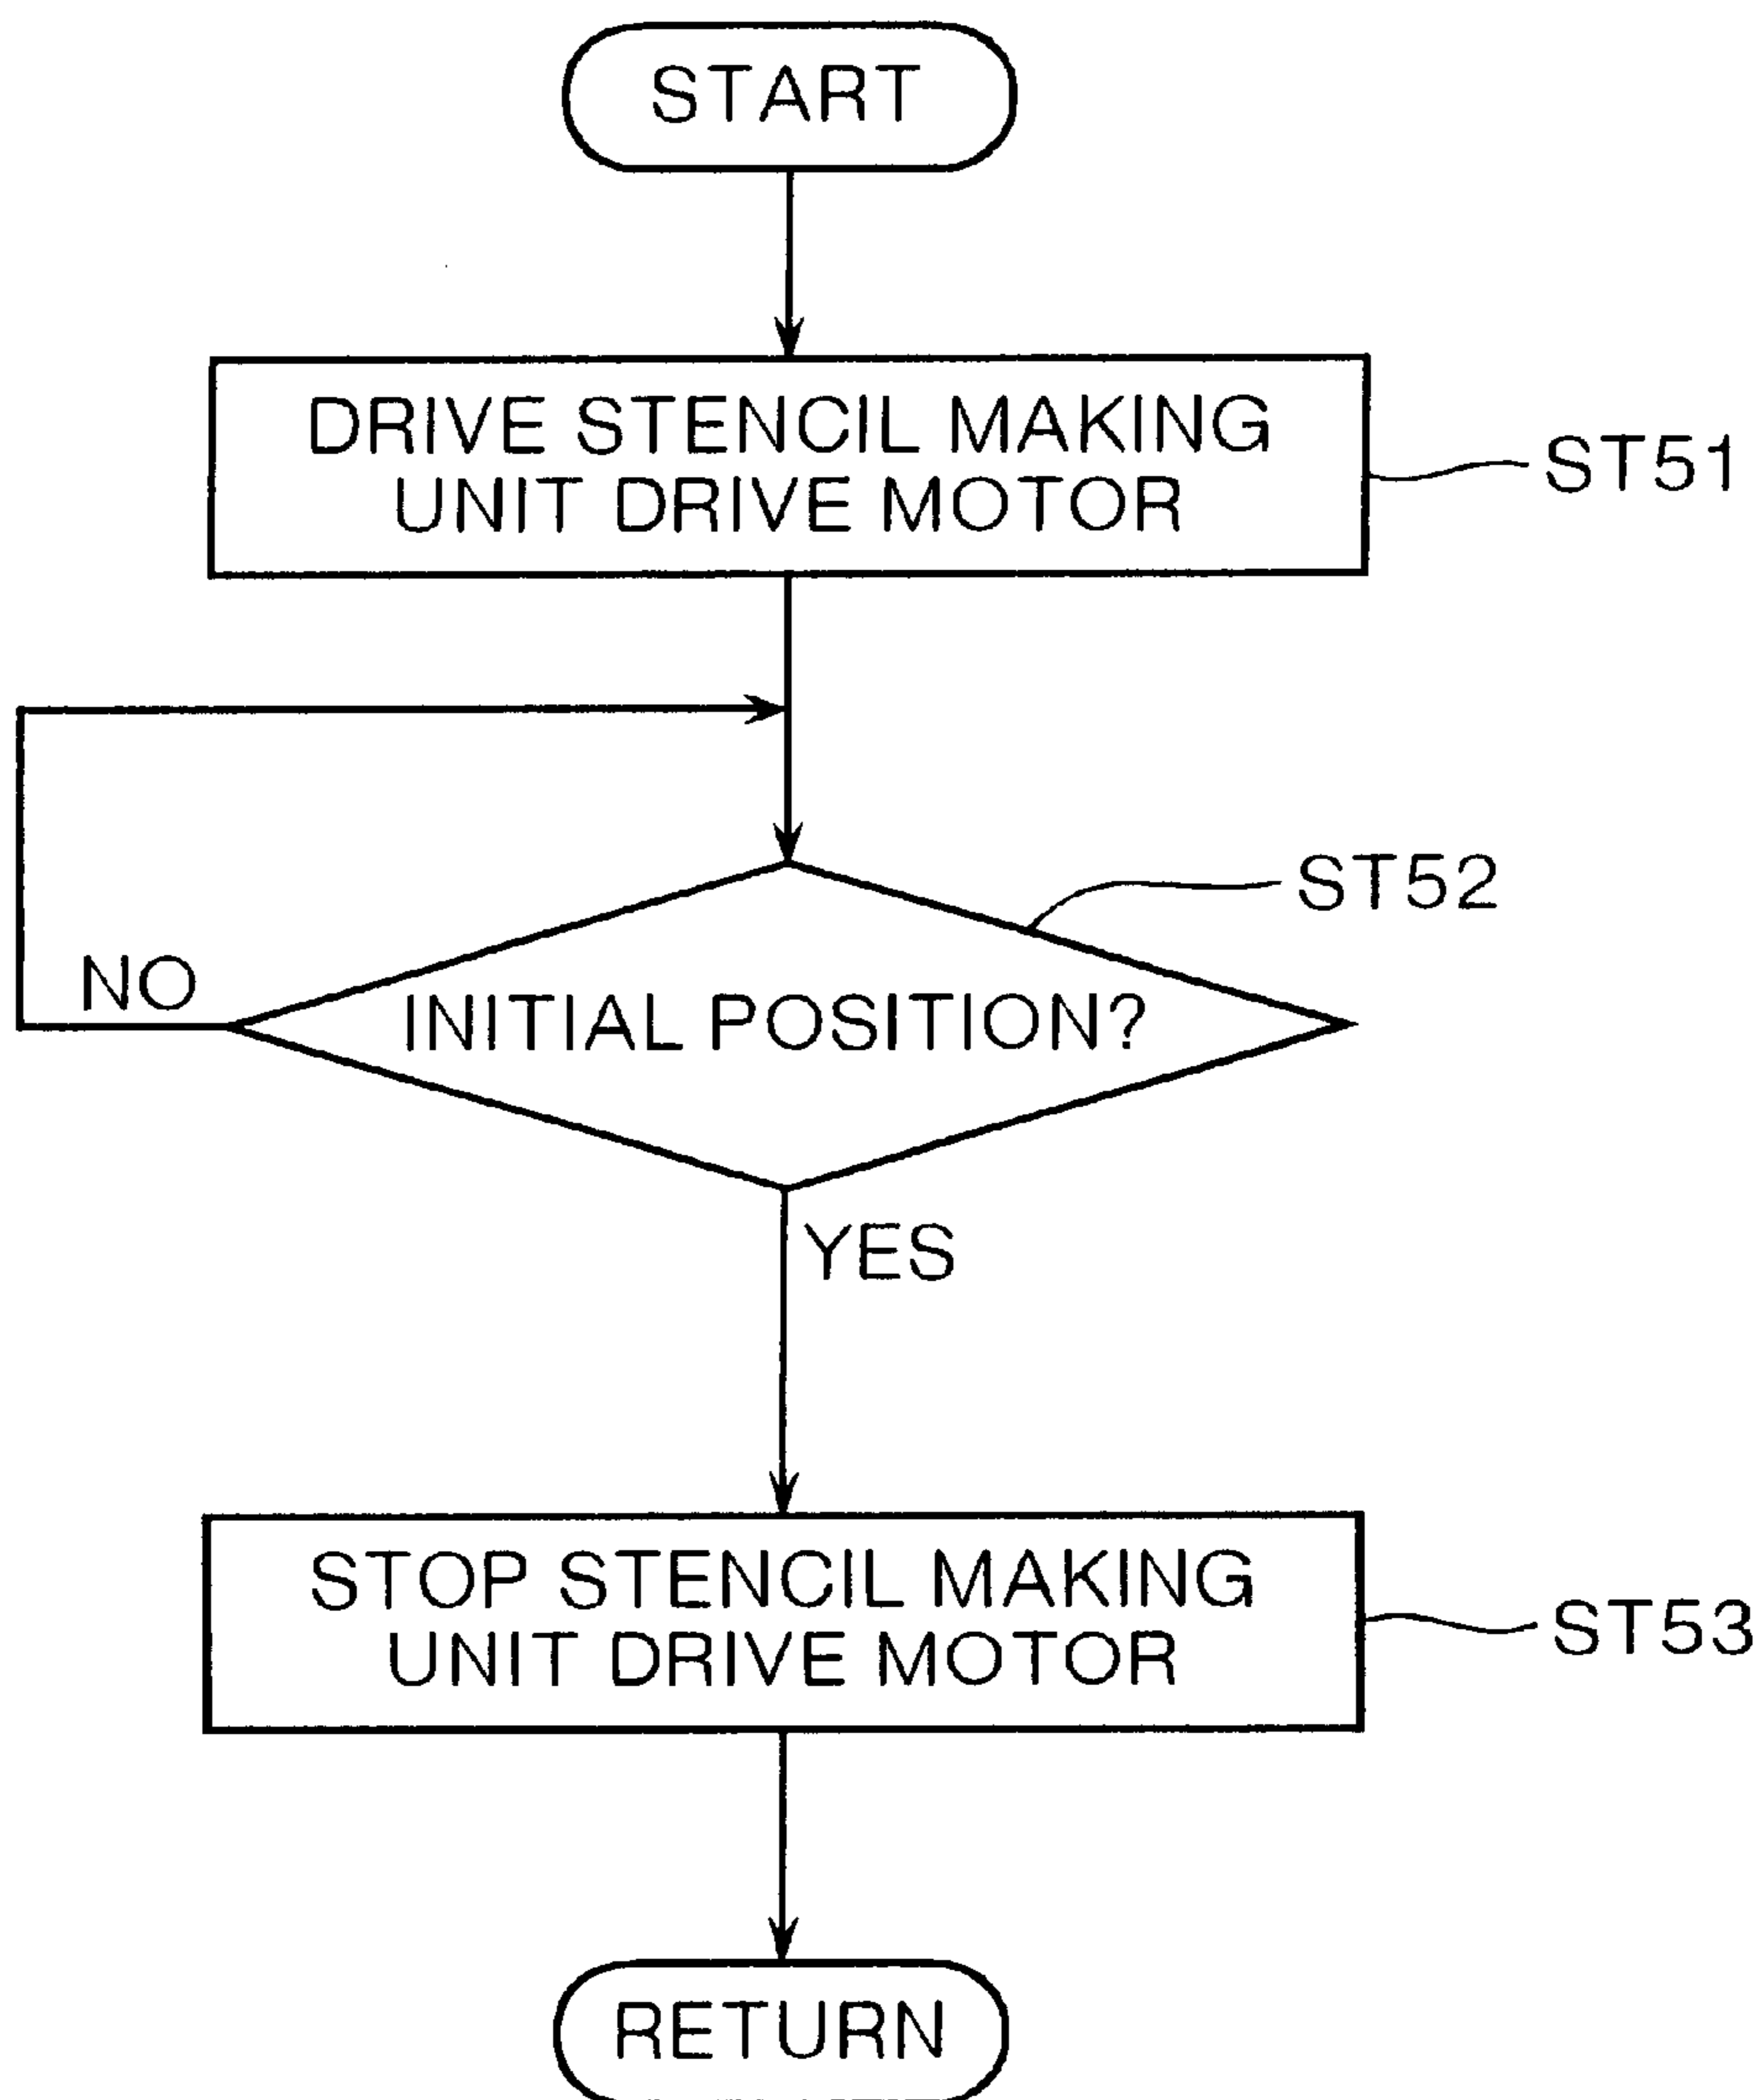 START
DRIVE STENCIL MAKING
UNIT DRIVE MOTOR
ST51
ST52
NO
INITIAL POSITION?
YES
STOP STENCIL MAKING
UNIT DRIVE MOTOR
ST53
RETURN